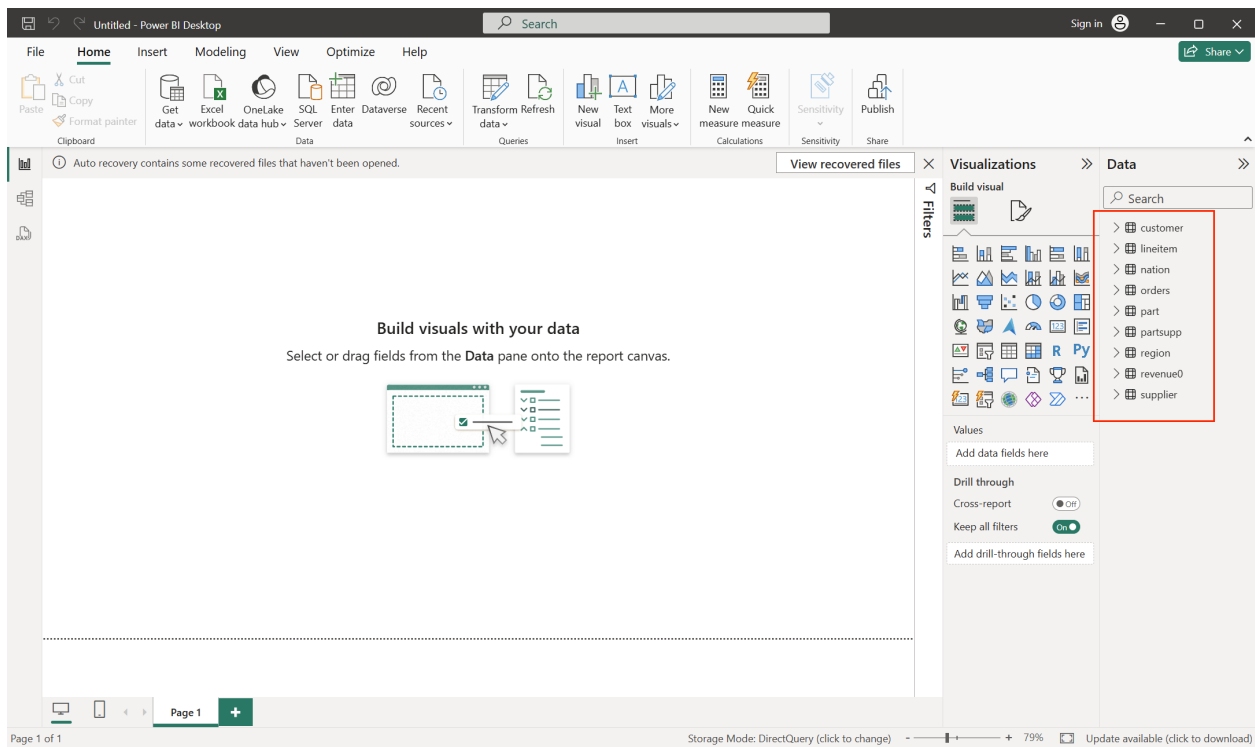 Untitled - Power BI Desktop
Search
Sign in
File Home Insert Modeling View Optimize Help
Share
Paste
Cut
Copy
Format painter
Clipboard
Get data
Excel workbook
OneLake data hub
SQL Server
Enter data
Dataverse
Recent sources
Data
Transform data
Refresh
Queries
New visual
Text box
More visuals
Insert
New measure
Quick measure
Calculations
Sensitivity
Sensitivity
Publish
Share
Auto recovery contains some recovered files that haven't been opened.
View recovered files
Build visuals with your data
Select or drag fields from the Data pane onto the report canvas.
Filters
Visualizations
Build visual
123
R Py
123
Values
Add data fields here
Drill through
Cross-report
Off
Keep all filters
On
Add drill-through fields here
Data
Search
customer
lineitem
nation
orders
part
partsupp
region
revenue0
supplier
Page 1
Page 1 of 1
Storage Mode: DirectQuery (click to change)
- + 79%
Update available (click to download)